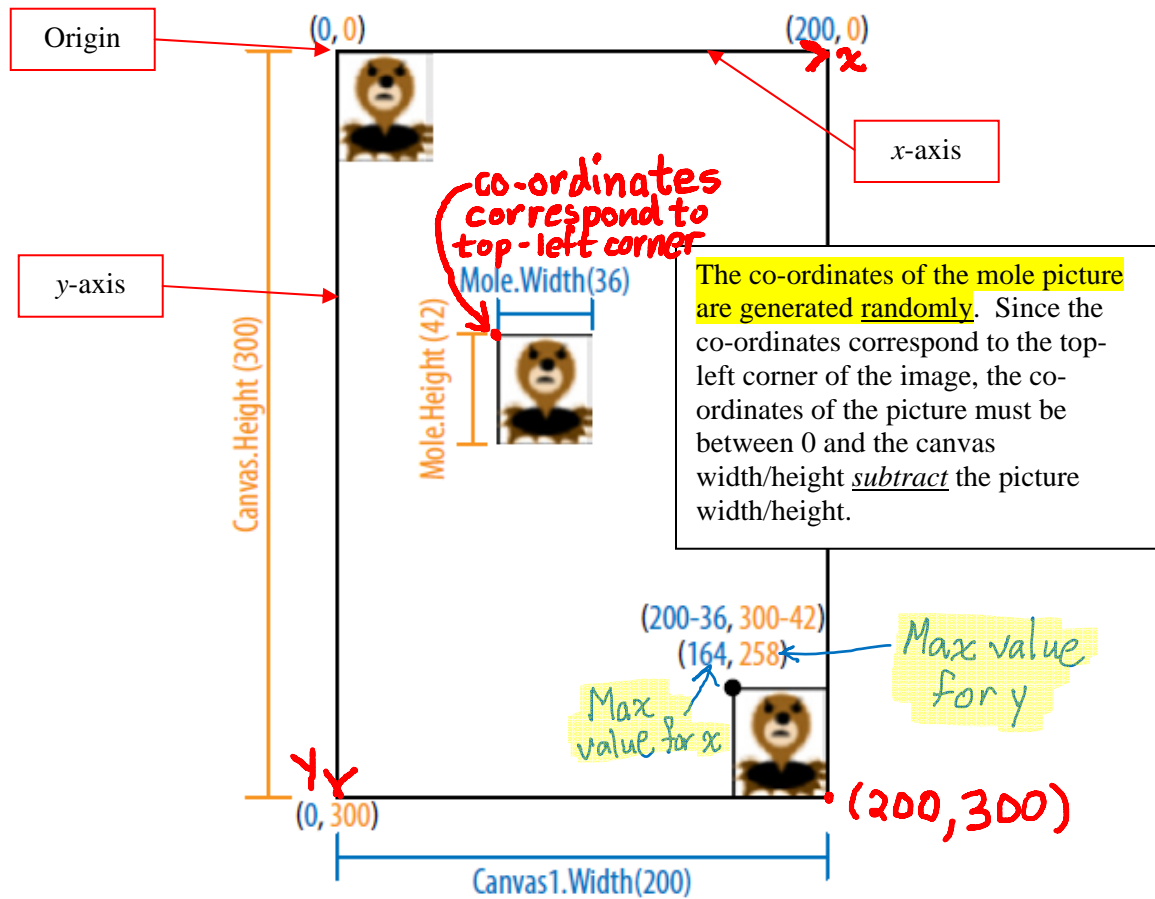 Origin
(0, 0)
(200, 0)
x
x-axis
co-ordinates
correspond to
top-left corner
y-axis
Mole.Width(36)
The co-ordinates of the mole picture
are generated randomly.  Since the
co-ordinates correspond to the top-
left corner of the image, the co-
ordinates of the picture must be
between 0 and the canvas
width/height subtract the picture
width/height.
Canvas.Height (300)
Mole.Height (42)
(200-36, 300-42)
(164, 258)
Max value
for y
Max
value for x
Y
(0, 300)
(200,300)
Canvas1.Width(200)